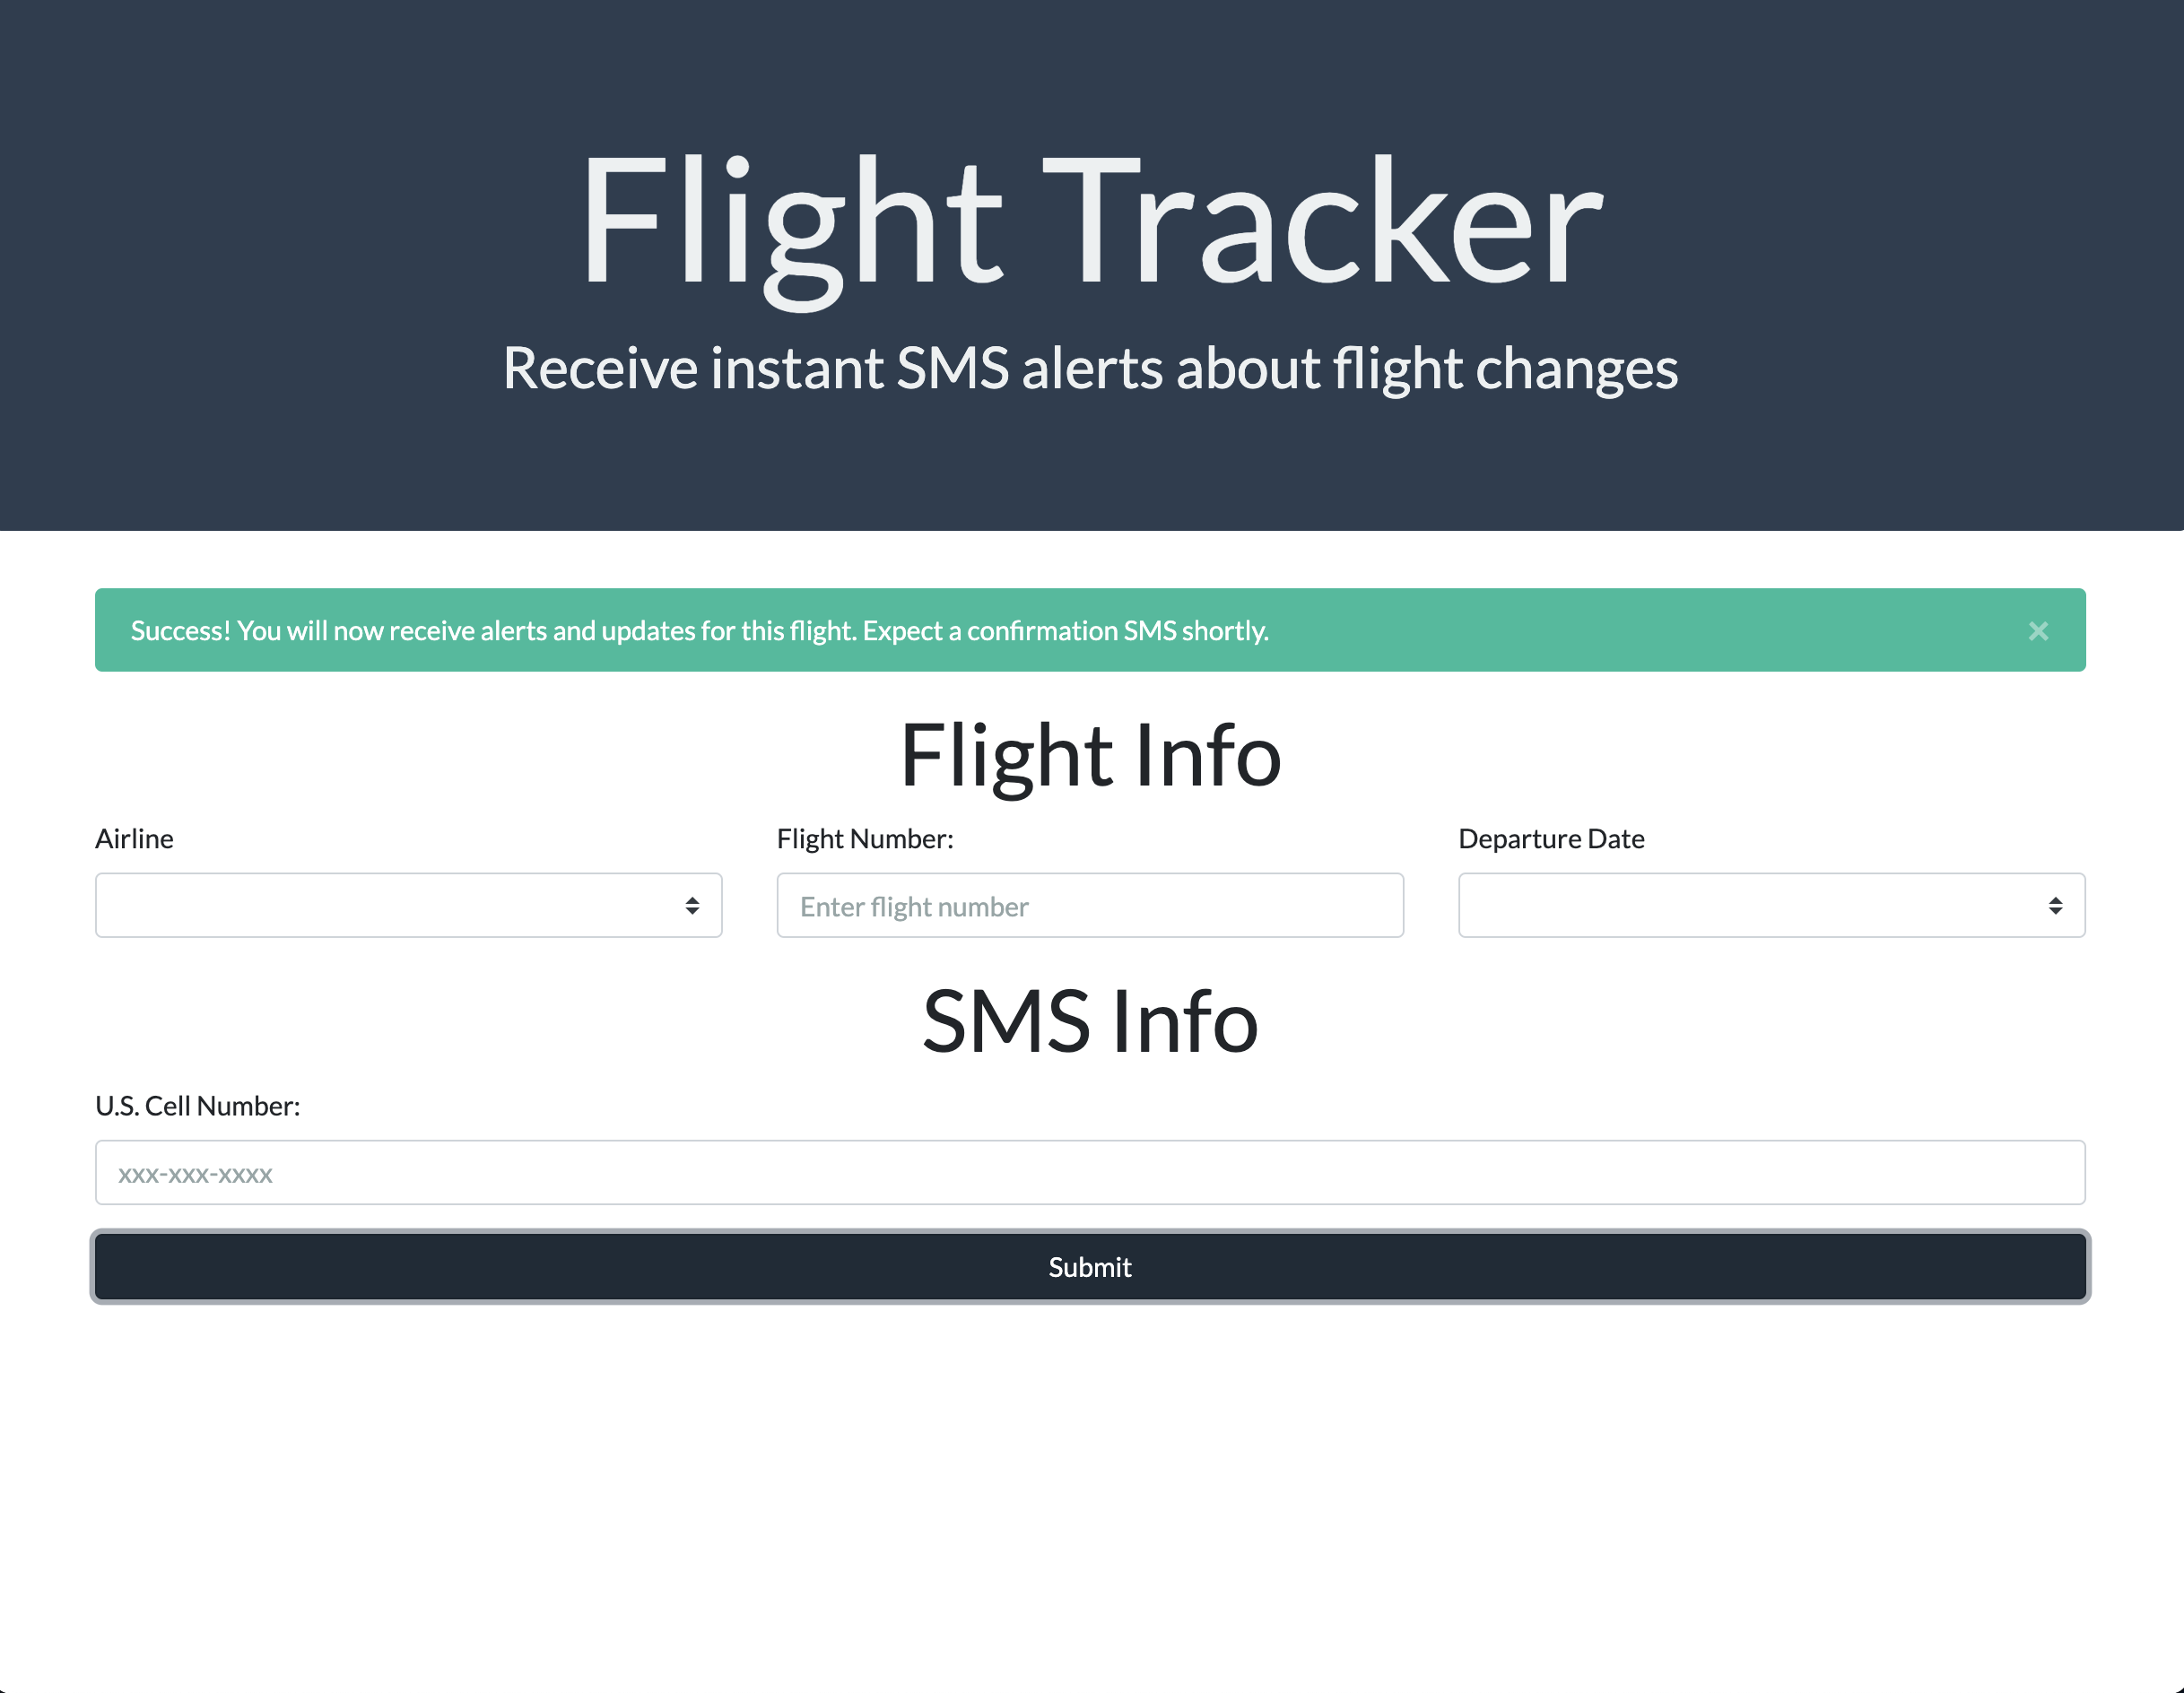 Flight Tracker
Receive instant SMS alerts about flight changes
Success! You will now receive alerts and updates for this flight. Expect a confirmation SMS shortly. ×
Flight Info
Airline
Flight Number:
Departure Date
Enter flight number
SMS Info
U.S. Cell Number:
xxx-xxx-xxxx
Submit